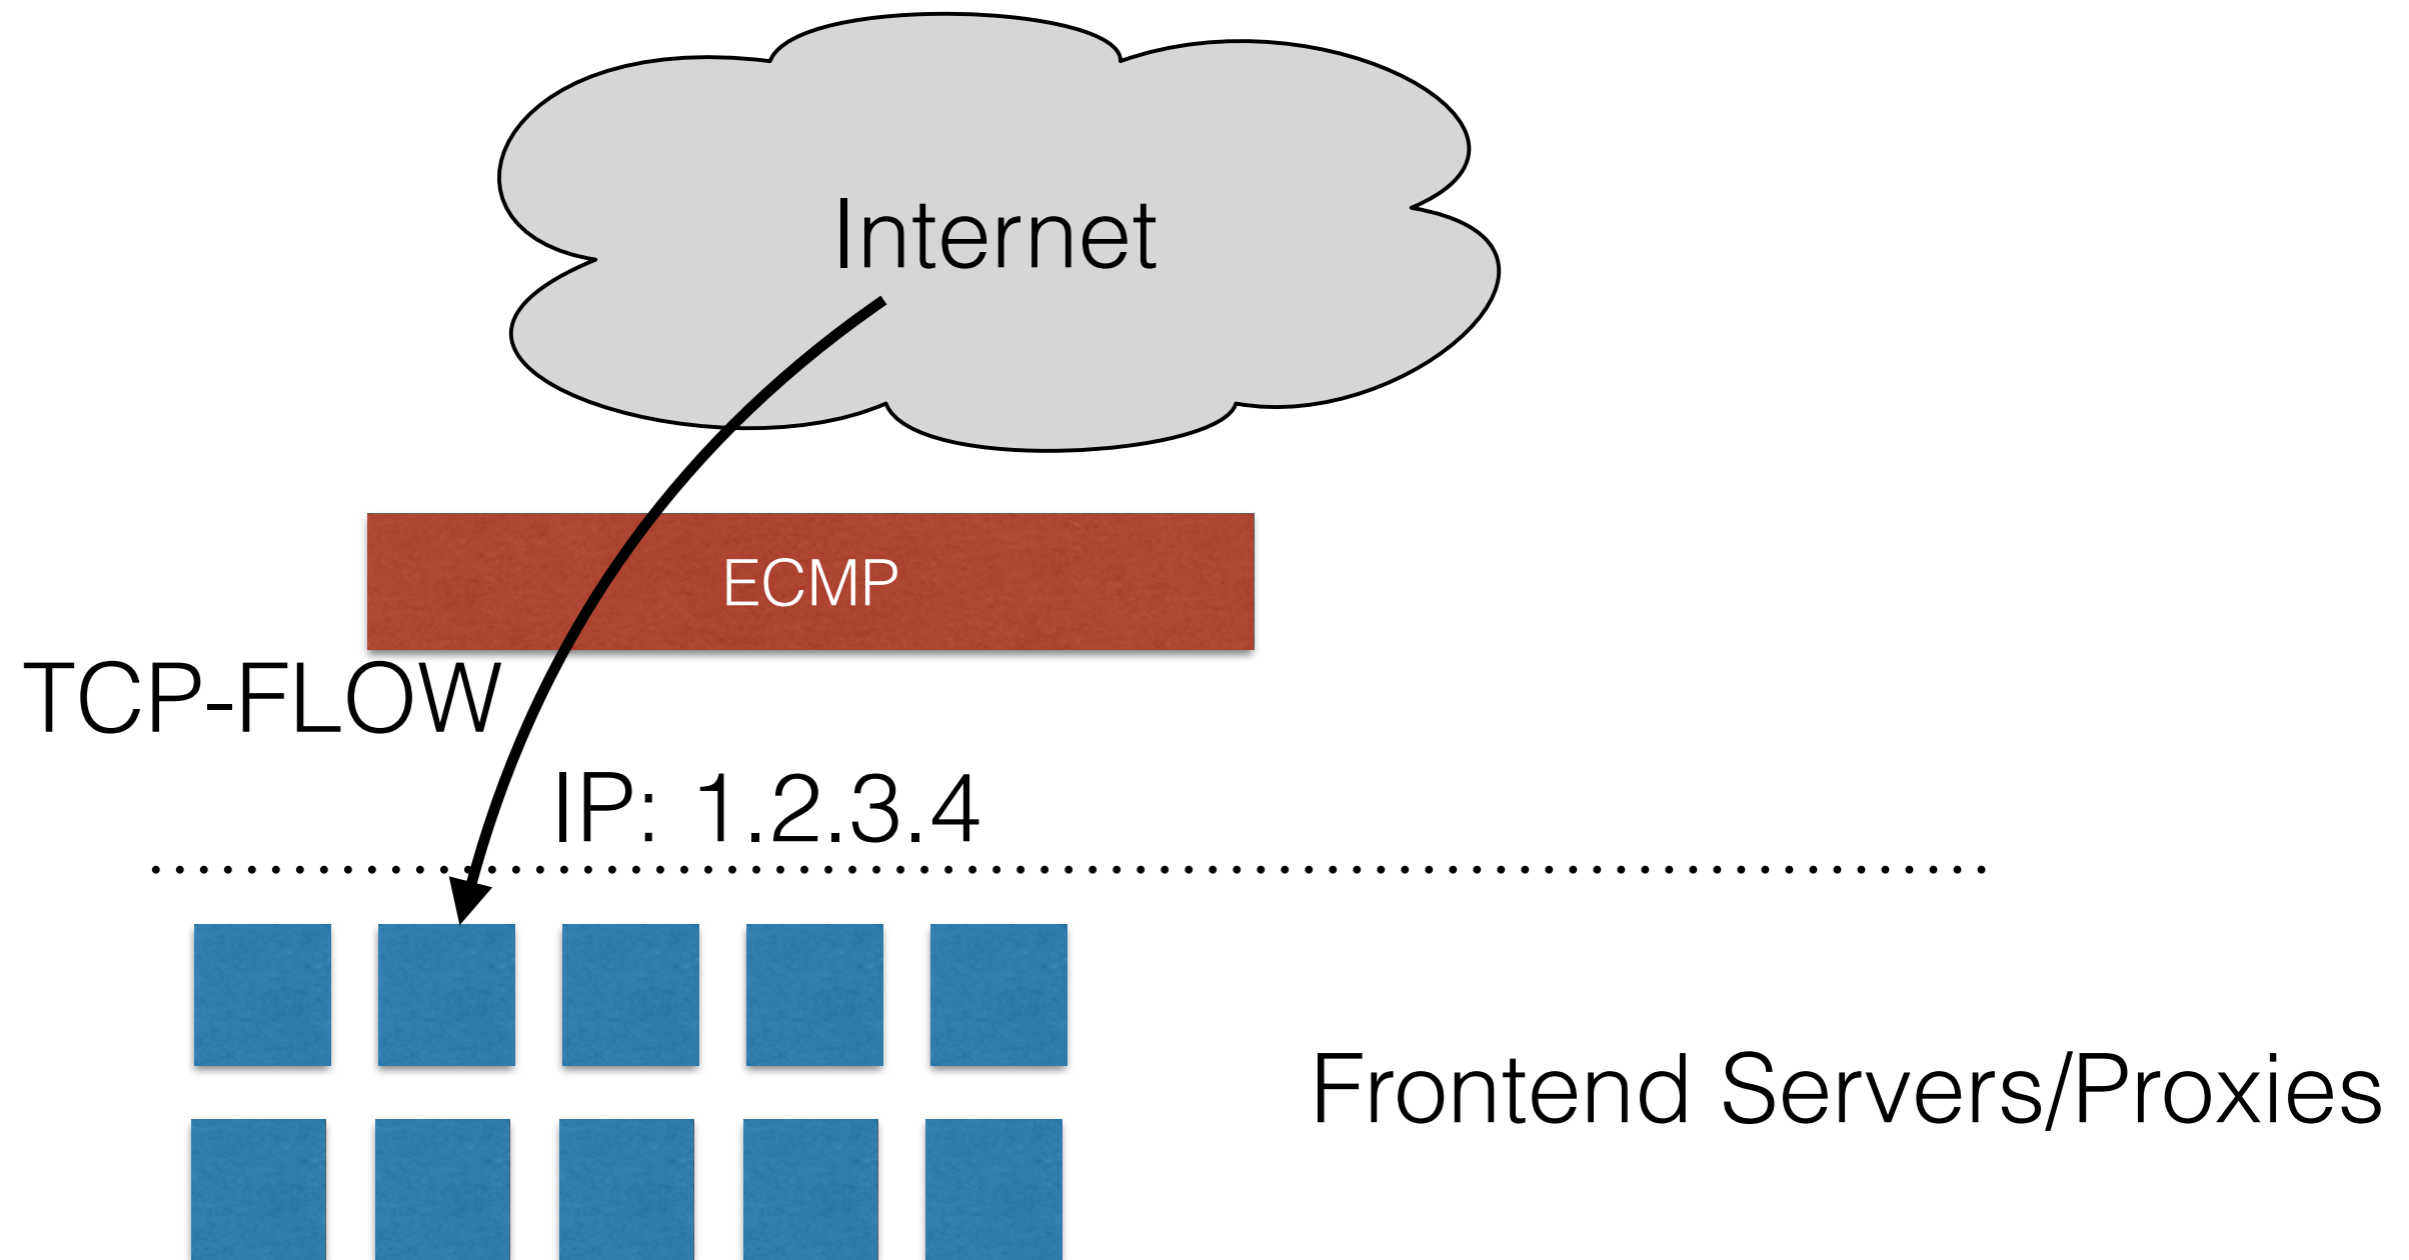 Internet
ECMP
TCP-FLOW
IP: 1.2.3.4
Frontend Servers/Proxies